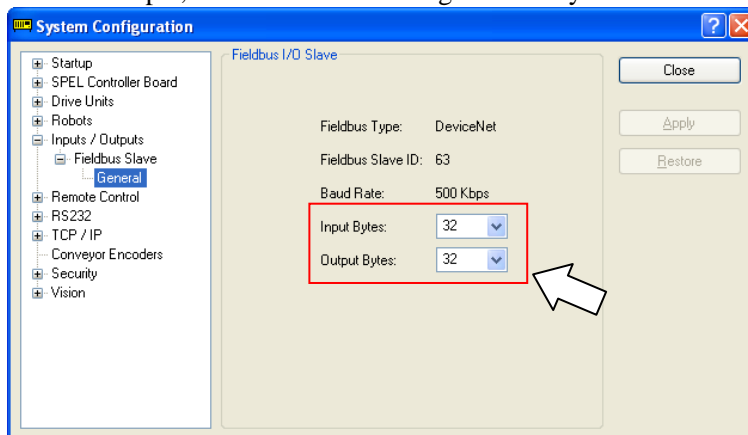 System Configuration
Startup
SPEL Controller Board
Drive Units
Robots
Inputs / Outputs
Fieldbus Slave
General
Remote Control
RS232
TCP / IP
Conveyor Encoders
Security
Vision
Fieldbus I/O Slave
Fieldbus Type: DeviceNet
Fieldbus Slave ID: 63
Baud Rate: 500 Kbps
Input Bytes: 32
Output Bytes: 32
Close
Apply
Restore